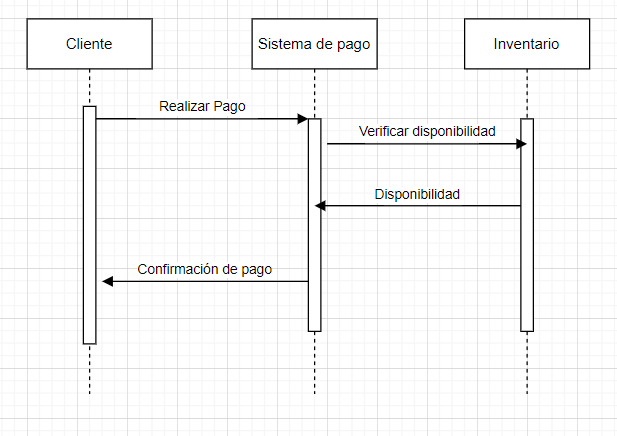 Cliente
Sistema de pago
Inventario
Realizar Pago
Verificar disponibilidad
Disponibilidad
Confirmación de pago